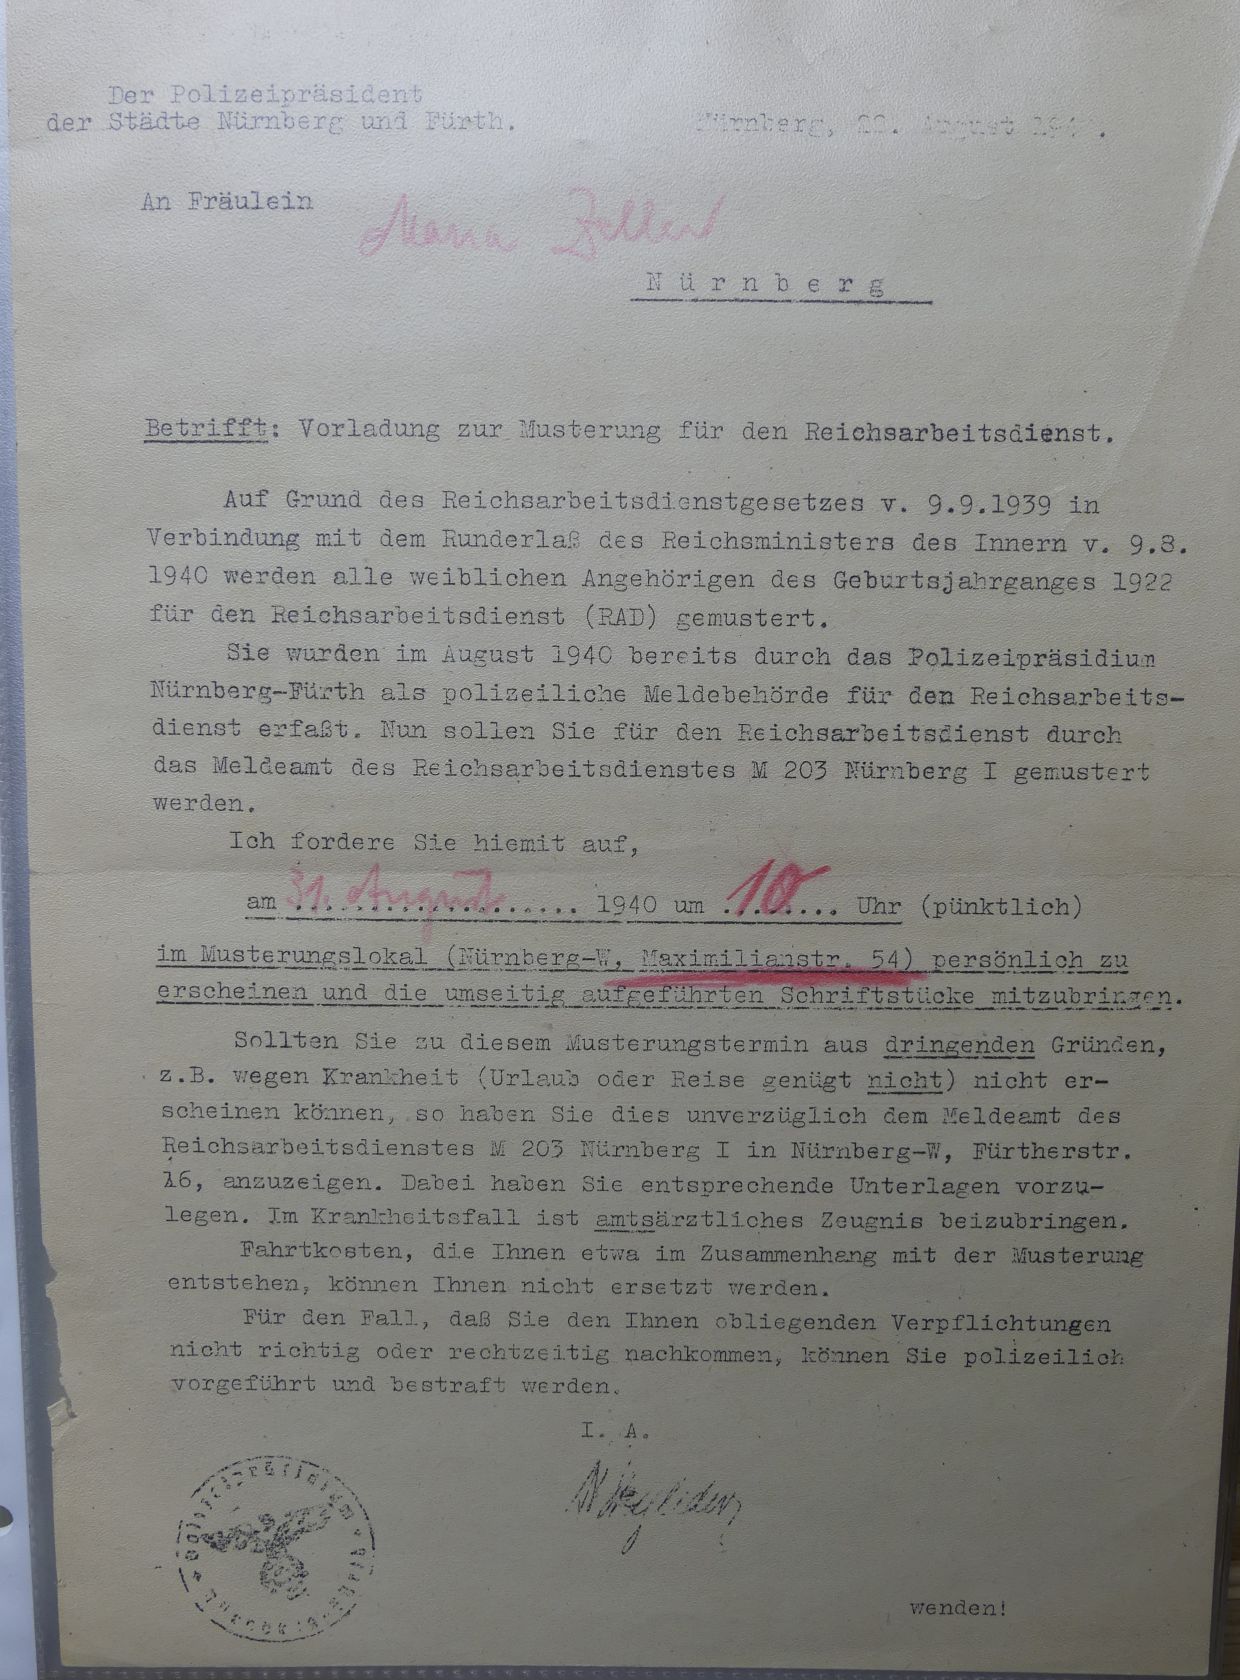 Der Polizeipräsident
der Städte Nürnberg und Fürth.
Nürnberg, August
An Fräulein Maria
Nürnberg
Betrifft: Vorladung zur Musterung für den Reichsarbeitsdienst.
Auf Grund des Reichsarbeitsdienstgesetzes v. 9.9.1939 in
Verbindung mit dem Runderlaß des Reichsministers des Innern v. 9.8.
1940 werden alle weiblichen Angehörigen des Geburtsjahrganges 1922
für den Reichsarbeitsdienst (RAD) gemustert.
Sie wurden im August 1940 bereits durch das Polizeipräsidium
Nürnberg-Fürth als polizeiliche Meldebehörde für den Reichsarbeits-
dienst erfaßt. Nun sollen Sie für den Reichsarbeitsdienst durch
das Meldeamt des Reichsarbeitsdienstes M 203 Nürnberg I gemustert
werden.
Ich fordere Sie hiemit auf,
am 31. August 1940 um 10 Uhr (pünktlich)
im Musterungslokal (Nürnberg-W, Maximilianstr. 54) persönlich zu
erscheinen und die umseitig aufgeführten Schriftstücke mitzubringen.
Sollten Sie zu diesem Musterungstermin aus dringenden Gründen,
z.B. wegen Krankheit (Urlaub oder Reise genügt nicht) nicht er-
scheinen können, so haben Sie dies unverzüglich dem Meldeamt des
Reichsarbeitsdienstes M 203 Nürnberg I in Nürnberg-W, Fürtherstr.
16, anzuzeigen. Dabei haben Sie entsprechende Unterlagen vorzu-
legen. Im Krankheitsfall ist amtsärztliches Zeugnis beizubringen.
Fahrtkosten, die Ihnen etwa im Zusammenhang mit der Musterung
entstehen, können Ihnen nicht ersetzt werden.
Für den Fall, daß Sie den Ihnen obliegenden Verpflichtungen
nicht richtig oder rechtzeitig nachkommen, können Sie polizeilich
vorgeführt und bestraft werden.
I. A.
Polizeipräsidium
wenden!